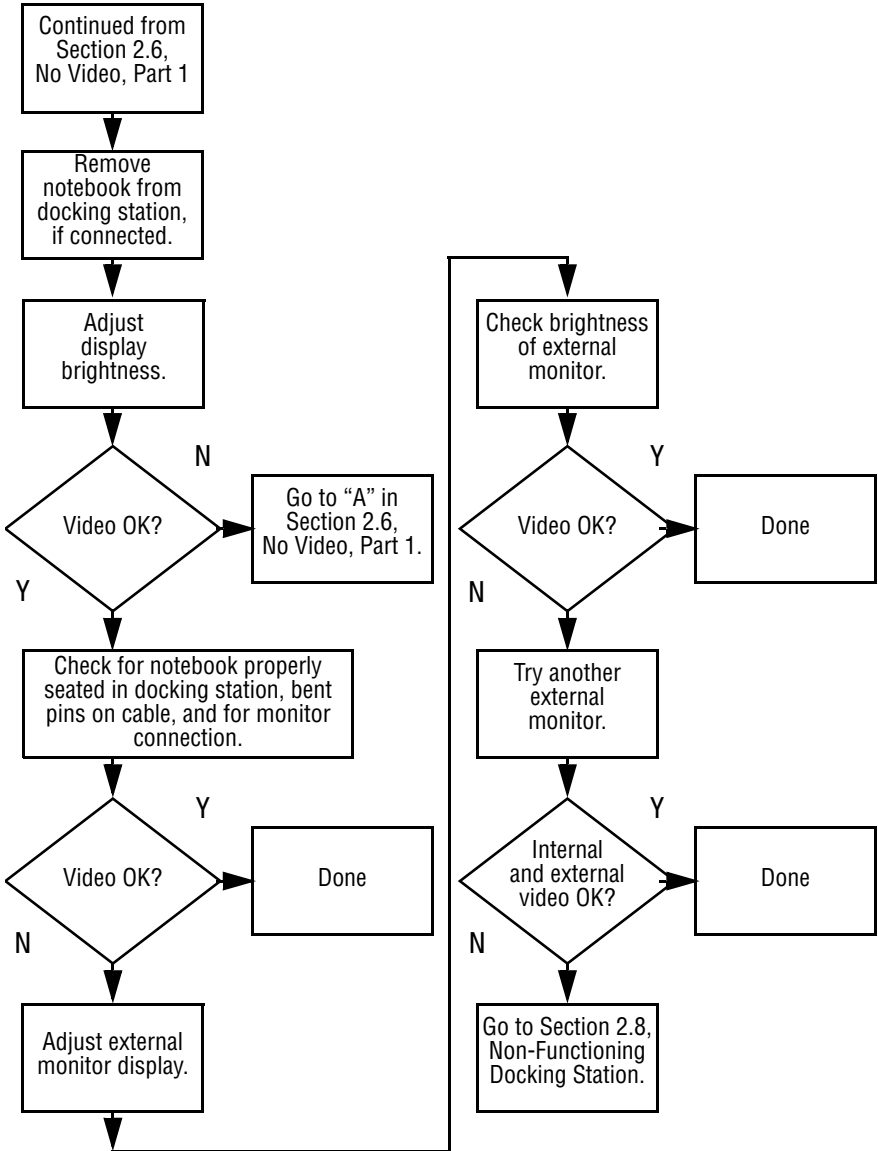 Continued from
Section 2.6,
No Video, Part 1
Remove
notebook from
docking station,
if connected.
Adjust
display
brightness.
Video OK?
N
Go to “A” in
Section 2.6,
No Video, Part 1.
Y
Check for notebook properly
seated in docking station, bent
pins on cable, and for monitor
connection.
Video OK?
Y
Done
N
Adjust external
monitor display.
Check brightness
of external
monitor.
Video OK?
Y
Done
N
Try another
external
monitor.
Internal
and external
video OK?
Y
Done
N
Go to Section 2.8,
Non-Functioning
Docking Station.